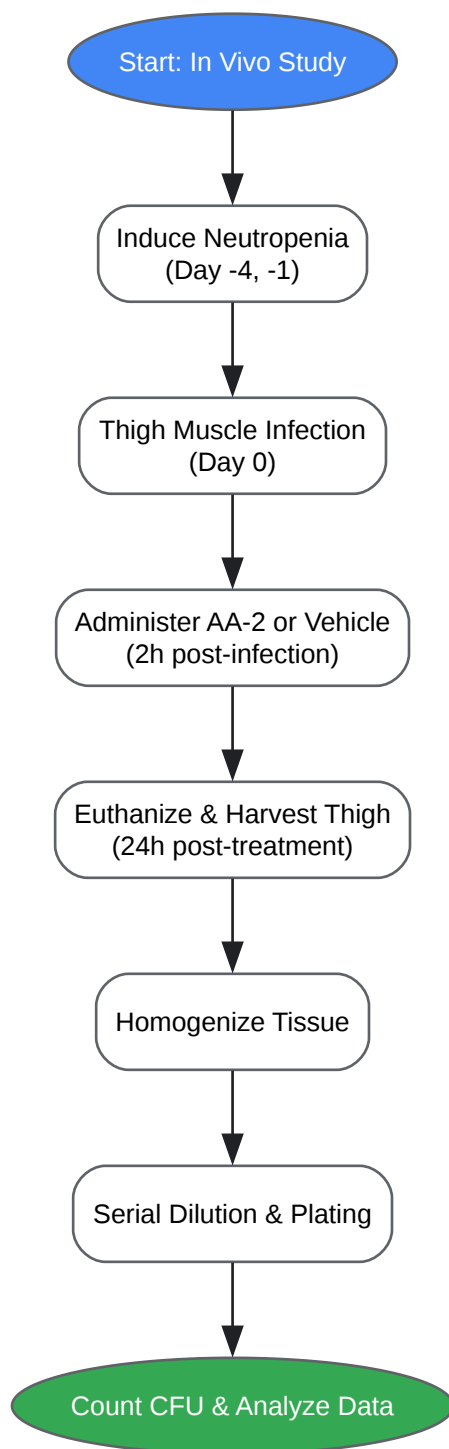 Start: In Vivo Study
Induce Neutropenia
(Day -4, -1)
Thigh Muscle Infection
(Day 0)
Administer AA-2 or Vehicle
(2h post-infection)
Euthanize & Harvest Thigh
(24h post-treatment)
Homogenize Tissue
Serial Dilution & Plating
Count CFU & Analyze Data